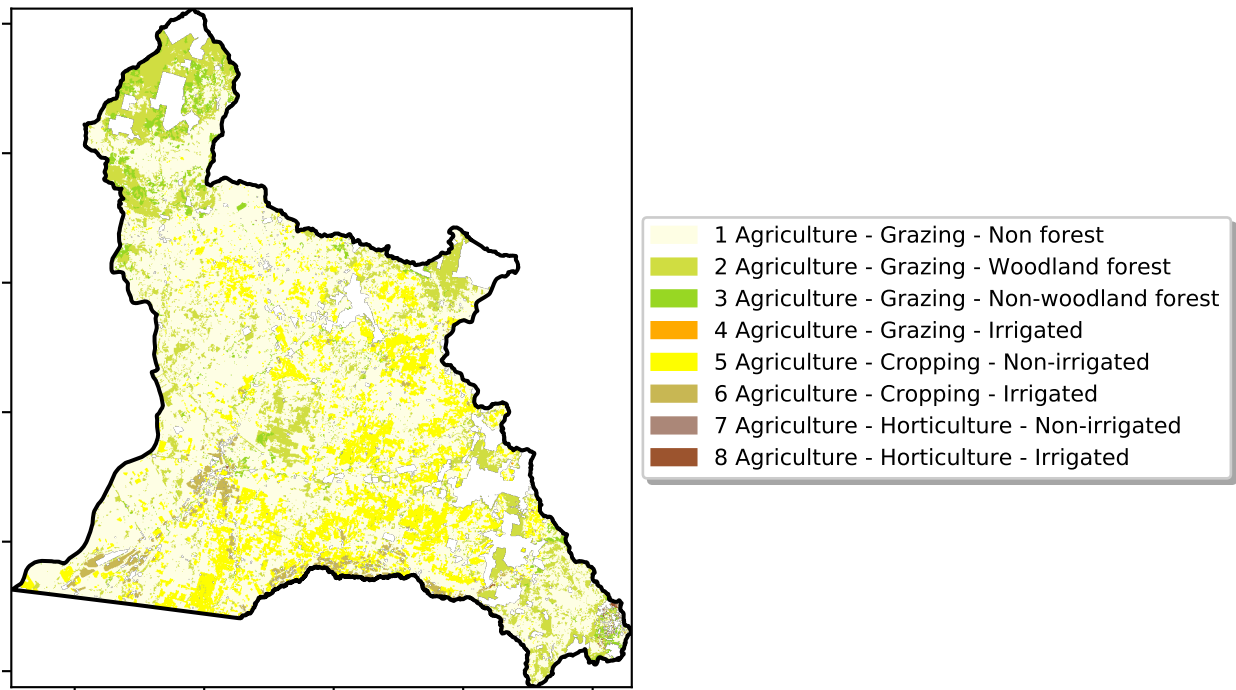 1 Agriculture - Grazing - Non forest
2 Agriculture - Grazing - Woodland forest
3 Agriculture - Grazing - Non-woodland forest
4 Agriculture - Grazing - Irrigated
5 Agriculture - Cropping - Non-irrigated
6 Agriculture - Cropping - Irrigated
7 Agriculture - Horticulture - Non-irrigated
8 Agriculture - Horticulture - Irrigated